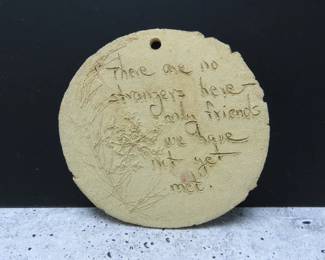 There are no
strangers here
only friends
we have
not yet
met.